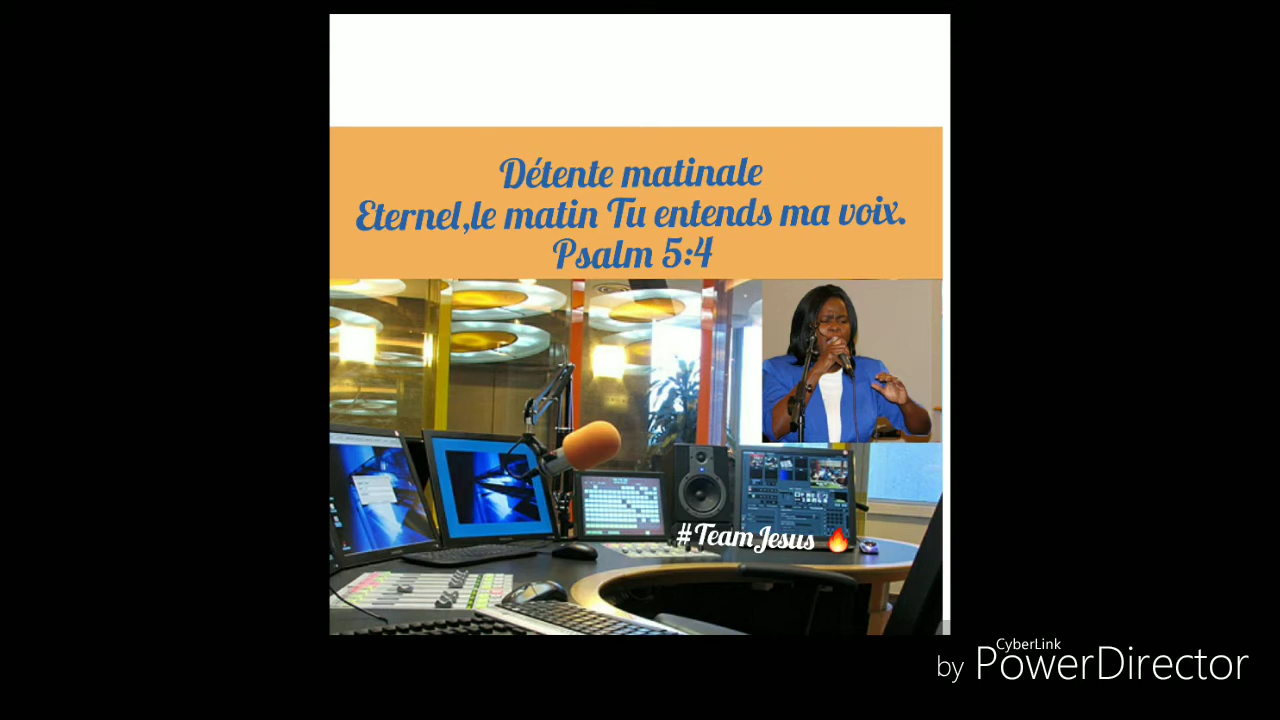 Détente matinale
Eternel,le matin Tu entends ma voix.
Psalm 5:4
#TeamJesus 🔥
CyberLink
by PowerDirector